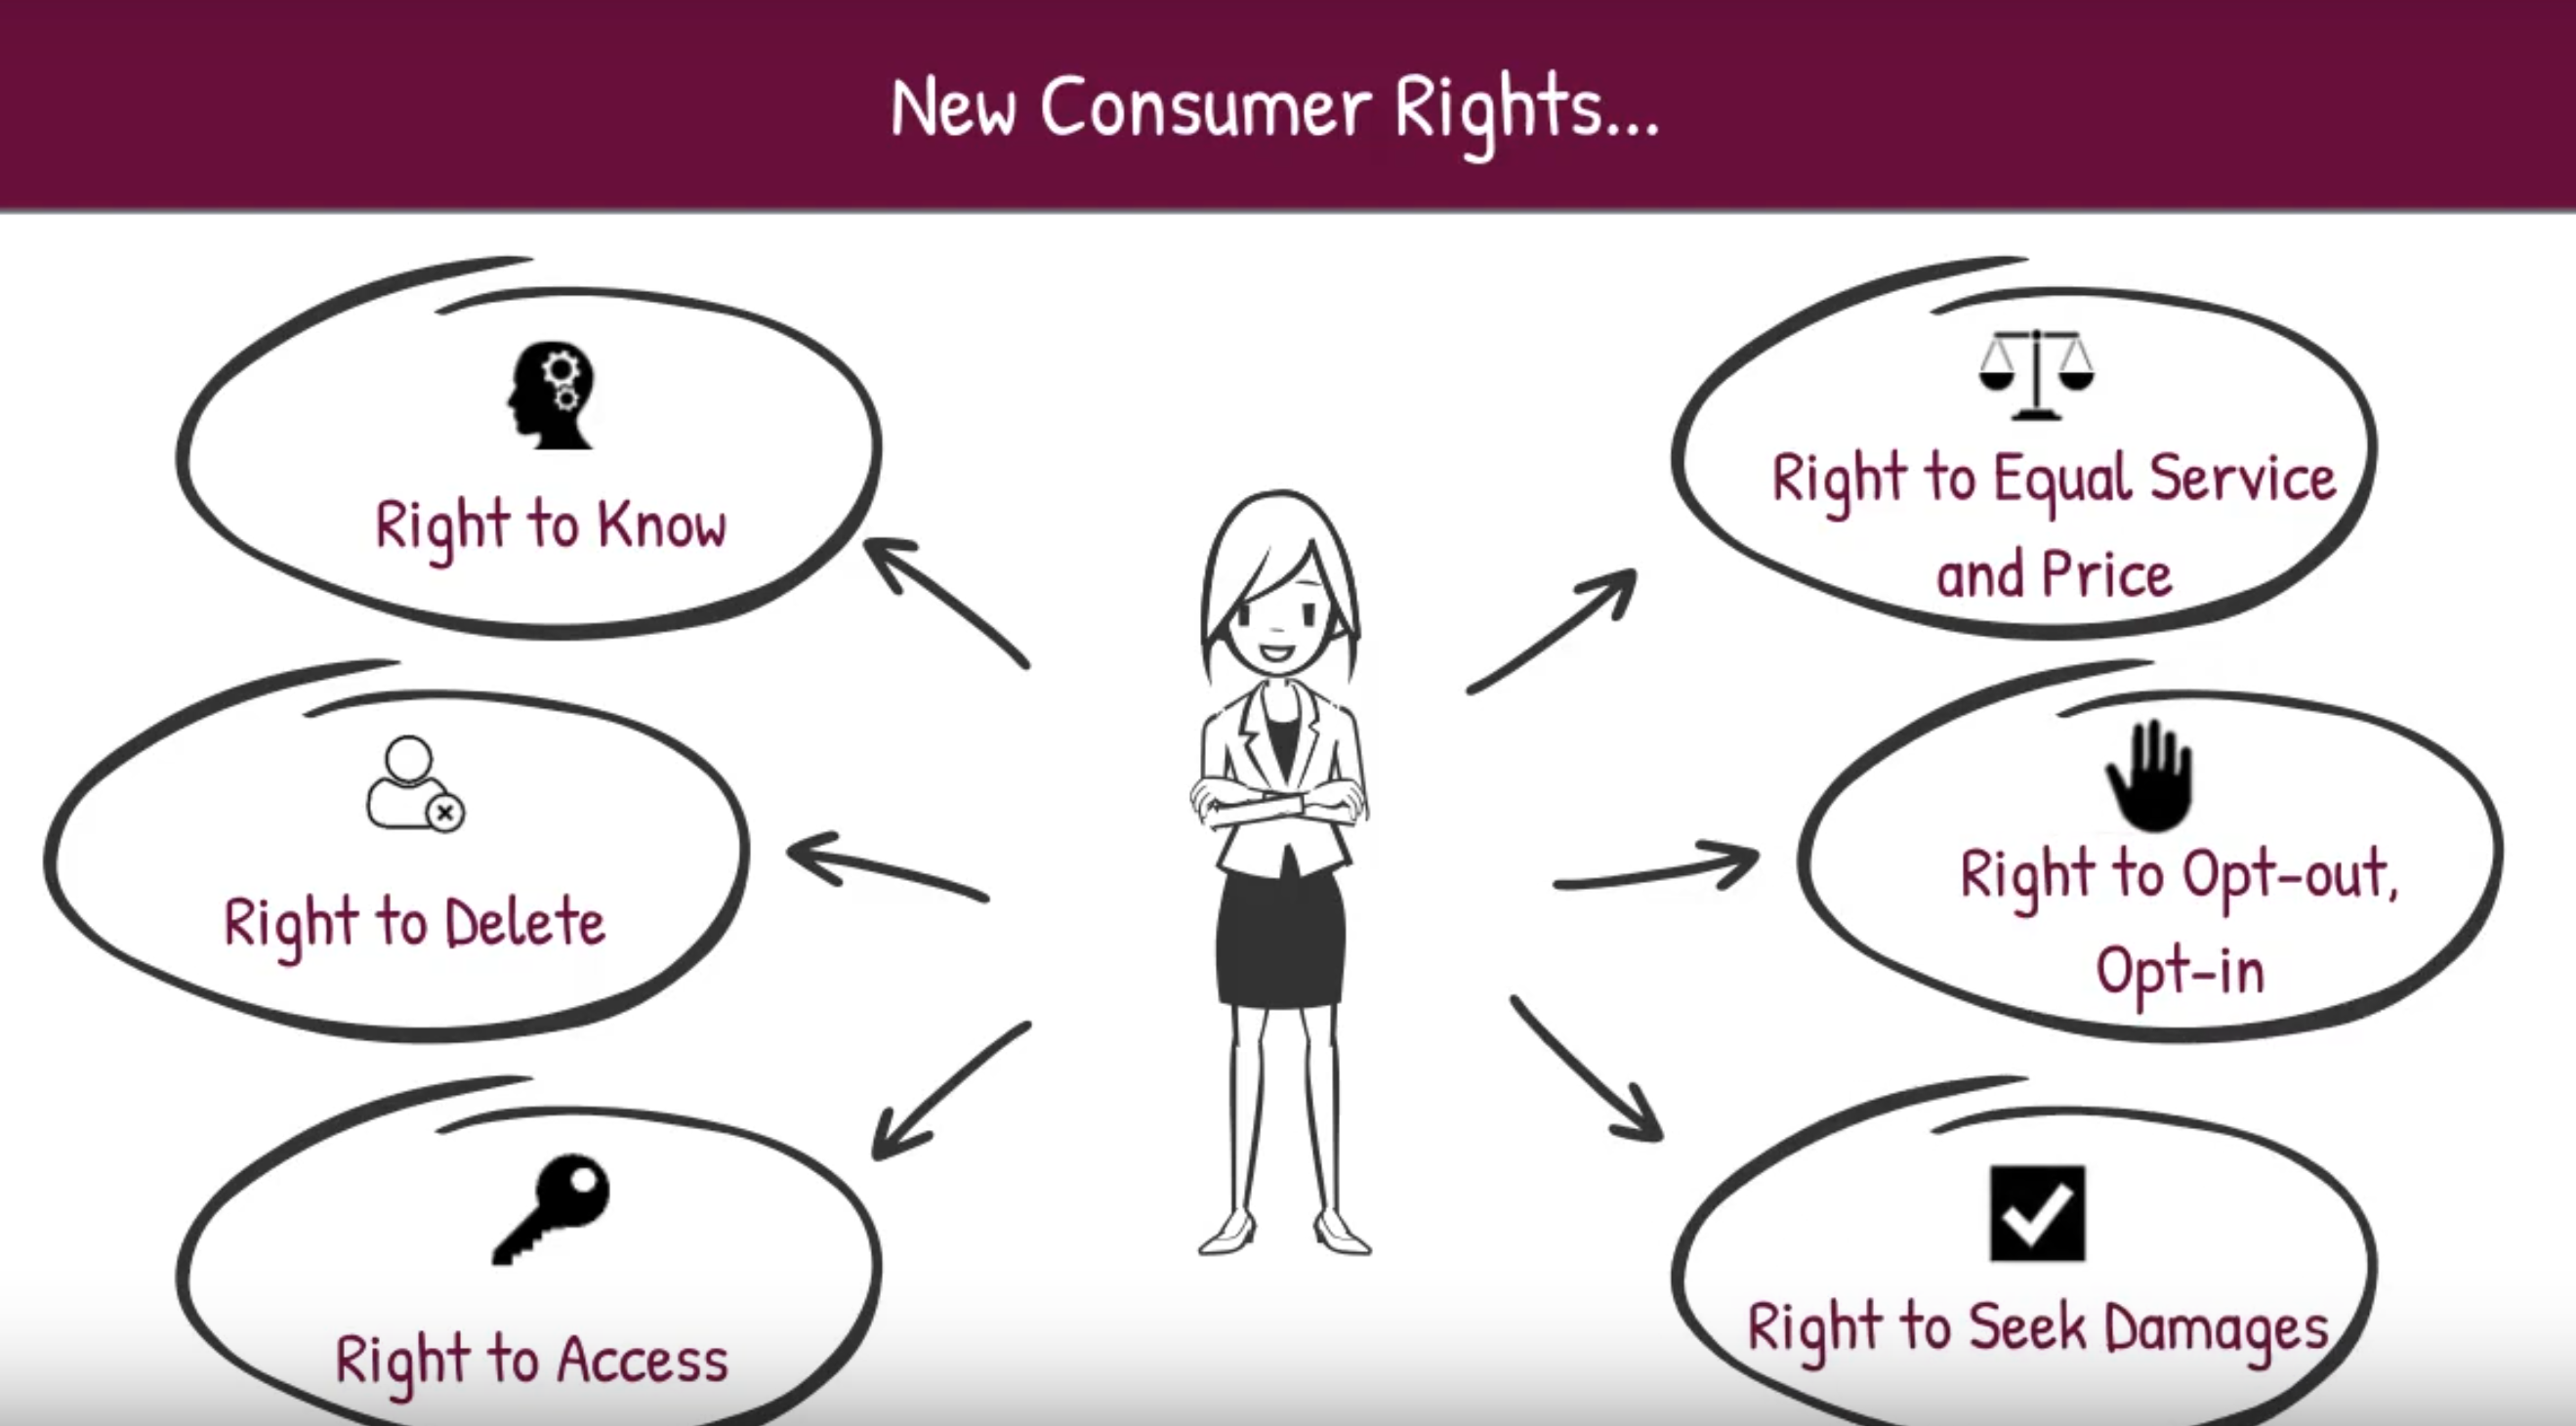 New Consumer Rights...
Right to Know
Right to Delete
Right to Access
Right to Equal Service
and Price
Right to Opt-out,
Opt-in
Right to Seek Damages